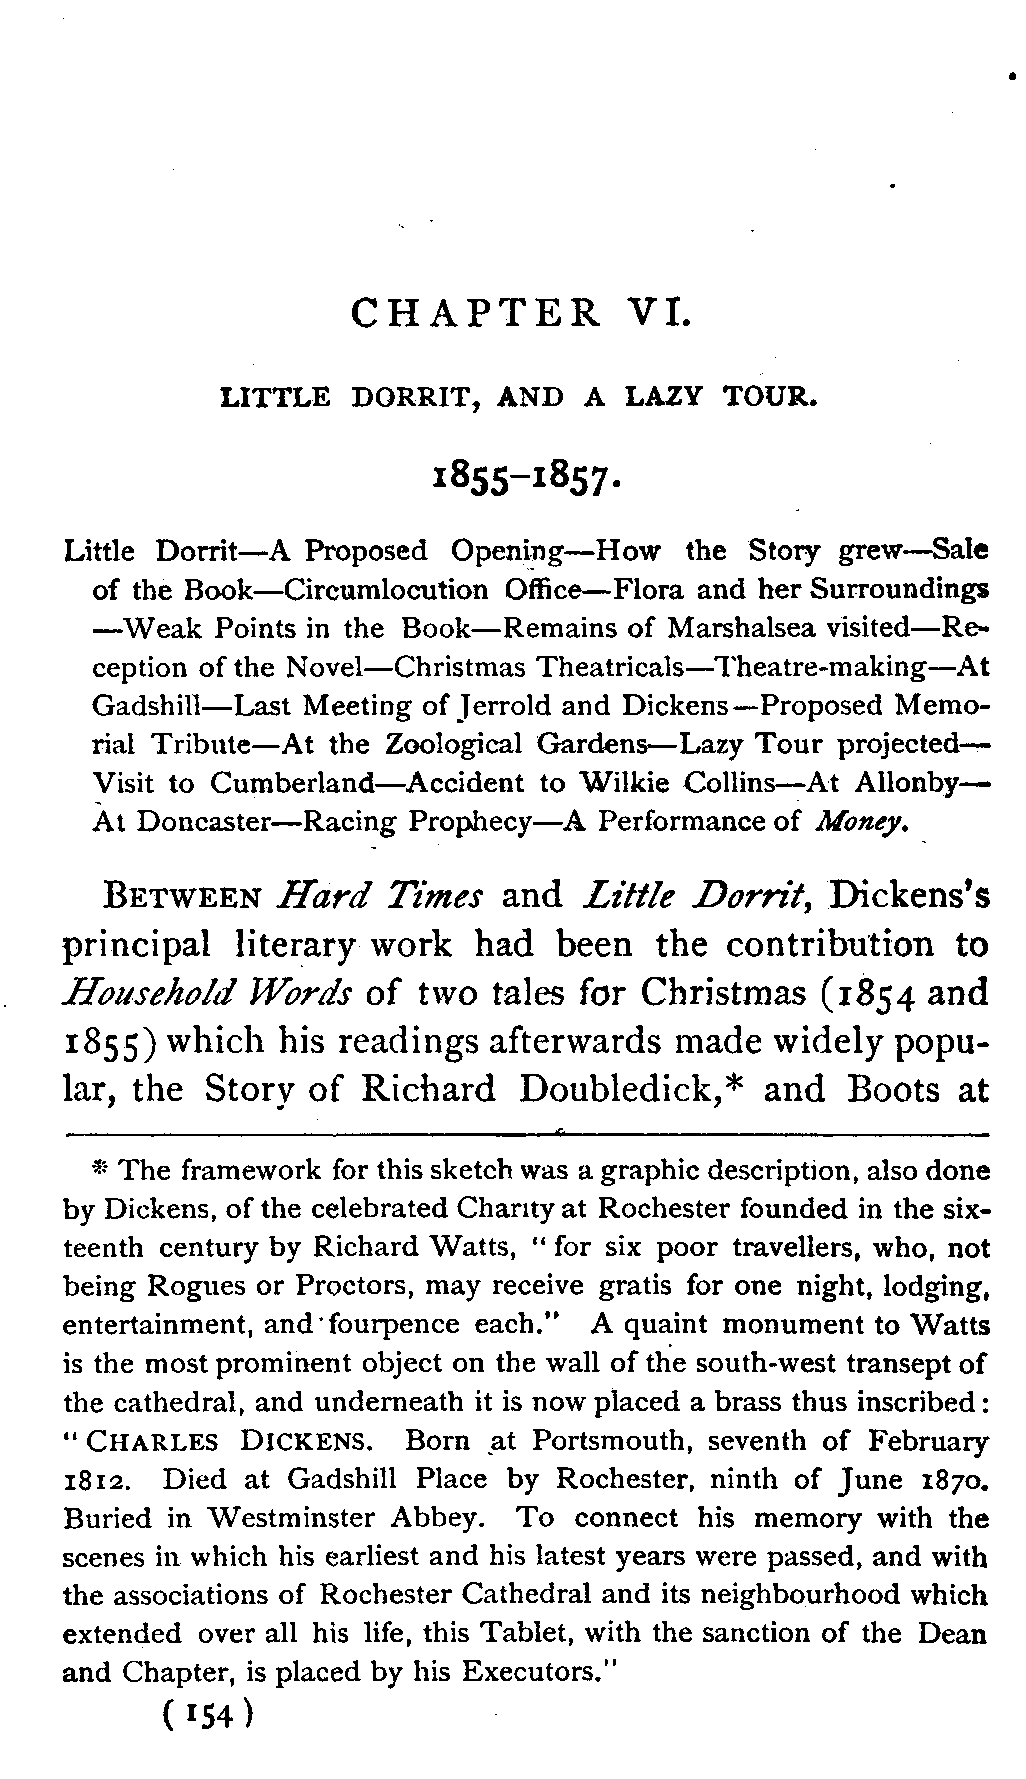 CHAPTER VI.
LITTLE DORRIT, AND A LAZY TOUR.
1855–1857.
Little Dorrit—A Proposed Opening—How the Story grew—Sale
of the Book—Circumlocution Office—Flora and her Surroundings
—Weak Points in the Book—Remains of Marshalsea visited—Re-
ception of the Novel—Christmas Theatricals—Theatre-making—At
Gadshill—Last Meeting of Jerrold and Dickens—Proposed Memo-
rial Tribute—At the Zoological Gardens—Lazy Tour projected—
Visit to Cumberland—Accident to Wilkie Collins—At Allonby—
At Doncaster—Racing Prophecy—A Performance of Money.
BETWEEN Hard Times and Little Dorrit, Dickens's
principal literary work had been the contribution to
Household Words of two tales for Christmas (1854 and
1855) which his readings afterwards made widely popu-
lar, the Story of Richard Doubledick,* and Boots at
* The framework for this sketch was a graphic description, also done
by Dickens, of the celebrated Charity at Rochester founded in the six-
teenth century by Richard Watts, "for six poor travellers, who, not
being Rogues or Proctors, may receive gratis for one night, lodging,
entertainment, and fourpence each." A quaint monument to Watts
is the most prominent object on the wall of the south-west transept of
the cathedral, and underneath it is now placed a brass thus inscribed:
"CHARLES DICKENS. Born at Portsmouth, seventh of February
1812. Died at Gadshill Place by Rochester, ninth of June 1870.
Buried in Westminster Abbey. To connect his memory with the
scenes in which his earliest and his latest years were passed, and with
the associations of Rochester Cathedral and its neighbourhood which
extended over all his life, this Tablet, with the sanction of the Dean
and Chapter, is placed by his Executors."
(154)